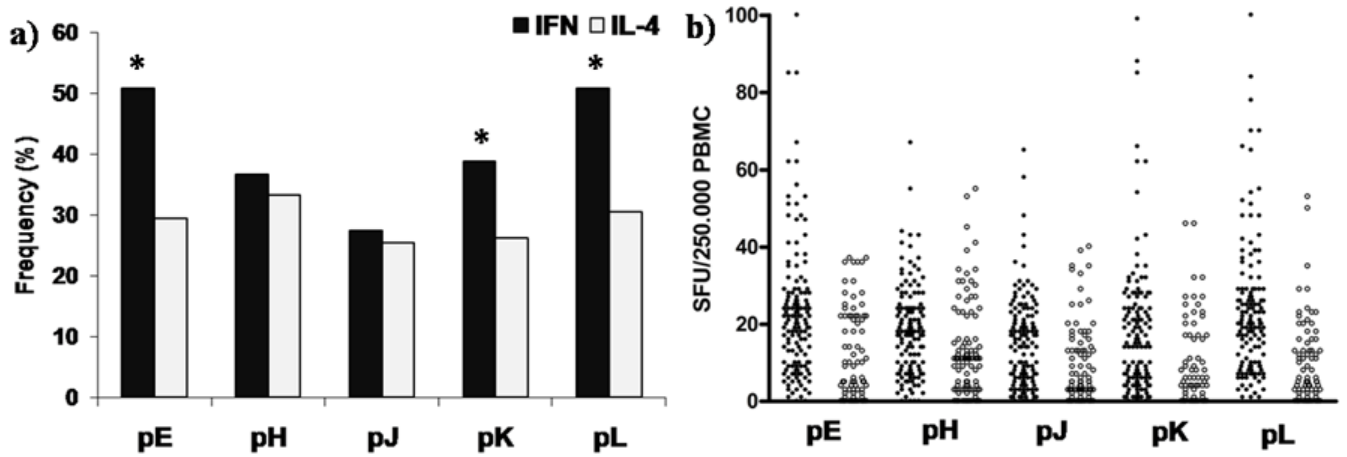 a)
IFN IL-4
* * *
Frequency (%)
60
50
40
30
20
10
0
pE pH pJ pK pL
b)
SFU/250.000 PBMC
100
80
60
40
20
0
pE pH pJ pK pL